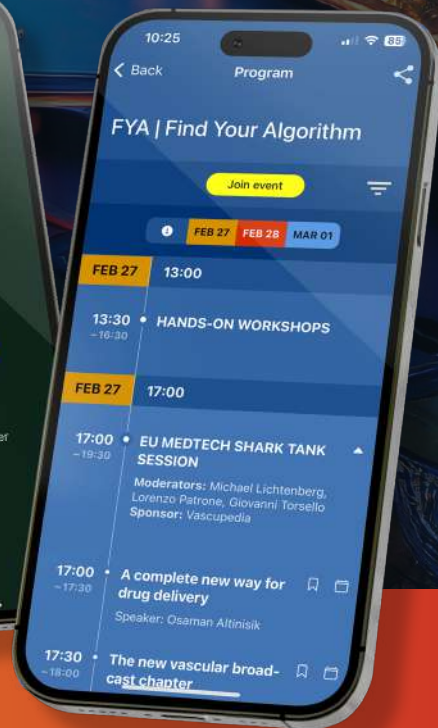 10:25
85
Back
Program
FYA | Find Your Algorithm
Join event
FEB 27 FEB 28 MAR 01
FEB 27 13:00
13:30 HANDS-ON WORKSHOPS
–16:30
FEB 27 17:00
17:00 EU MEDTECH SHARK TANK
–19:30 SESSION
Moderators: Michael Lichtenberg,
Lorenzo Patrone, Giovanni Torsello
Sponsor: Vascupedia
17:00 A complete new way for
–17:30 drug delivery
Speaker: Osaman Altinisik
17:30 The new vascular broad-
–18:00 cast chapter
er